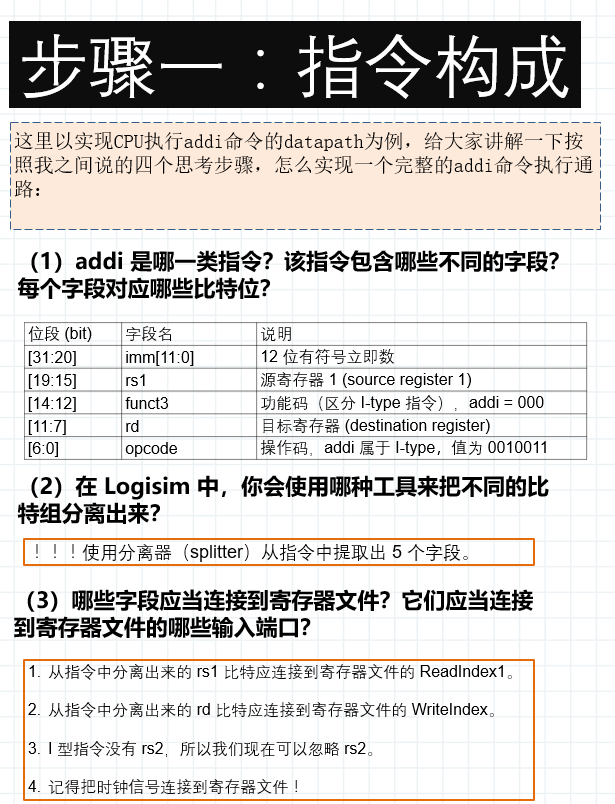 步骤一：指令构成
这里以实现CPU执行addi命令的datapath为例，给大家讲解一下按
照我之间说的四个思考步骤，怎么实现一个完整的addi命令执行通
路：
（1）addi 是哪一类指令？该指令包含哪些不同的字段？
每个字段对应哪些比特位？
位段 (bit) 字段名 说明
[31:20] imm[11:0] 12 位有符号立即数
[19:15] rs1 源寄存器 1 (source register 1)
[14:12] funct3 功能码（区分 I-type 指令），addi = 000
[11:7] rd 目标寄存器 (destination register)
[6:0] opcode 操作码，addi 属于 I-type，值为 0010011
（2）在 Logisim 中，你会使用哪种工具来把不同的比
特组分离出来？
！！！使用分离器（splitter）从指令中提取出 5 个字段。
（3）哪些字段应当连接到寄存器文件？它们应当连接
到寄存器文件的哪些输入端口？
1. 从指令中分离出来的 rs1 比特应连接到寄存器文件的 ReadIndex1。
2. 从指令中分离出来的 rd 比特应连接到寄存器文件的 WriteIndex。
3. I 型指令没有 rs2，所以我们现在可以忽略 rs2。
4. 记得把时钟信号连接到寄存器文件！